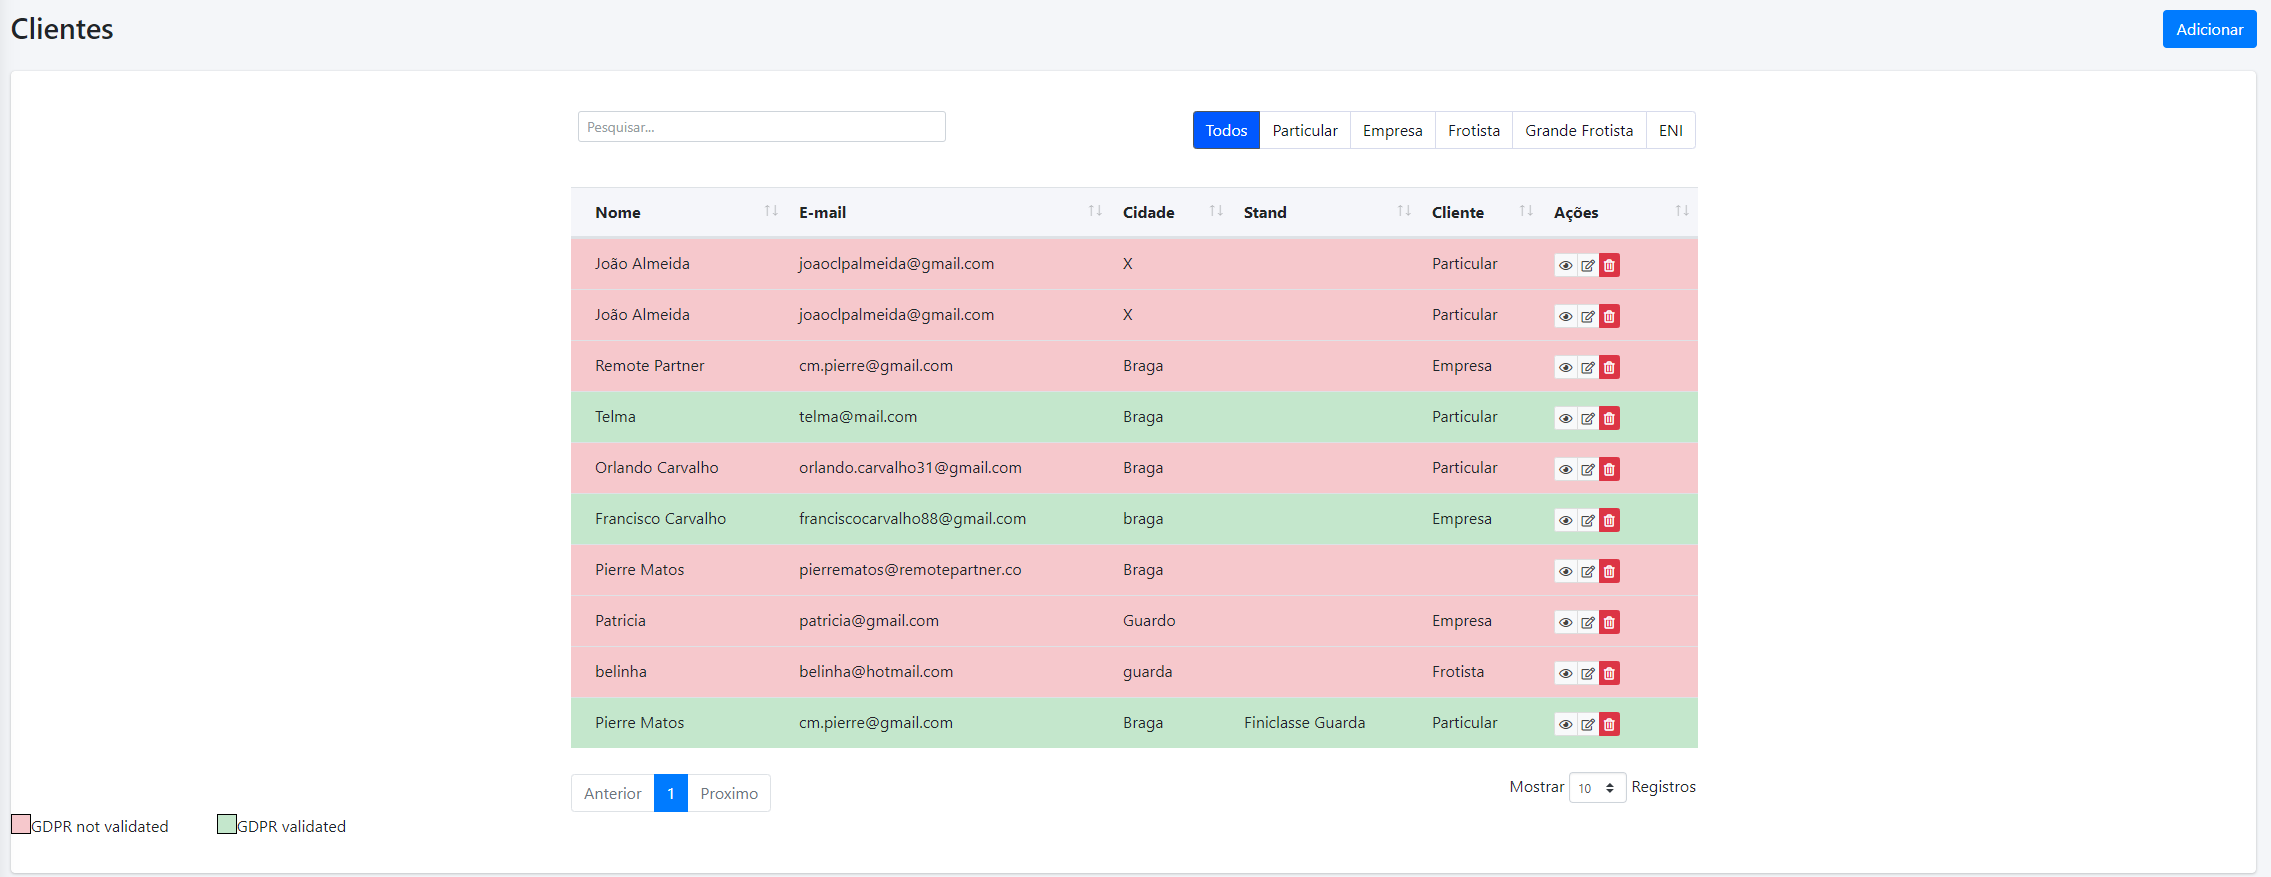 Clientes
Adicionar
Pesquisar...
Todos Particular Empresa Frotista Grande Frotista ENI
Nome E-mail Cidade Stand Cliente Ações
João Almeida joaoclpalmeida@gmail.com X Particular
João Almeida joaoclpalmeida@gmail.com X Particular
Remote Partner cm.pierre@gmail.com Braga Empresa
Telma telma@mail.com Braga Particular
Orlando Carvalho orlando.carvalho31@gmail.com Braga Particular
Francisco Carvalho franciscocarvalho88@gmail.com braga Empresa
Pierre Matos pierrematos@remotepartner.co Braga
Patricia patricia@gmail.com Guardo Empresa
belinha belinha@hotmail.com guarda Frotista
Pierre Matos cm.pierre@gmail.com Braga Finiclasse Guarda Particular
Anterior 1 Proximo
Mostrar 10 Registros
GDPR not validated GDPR validated